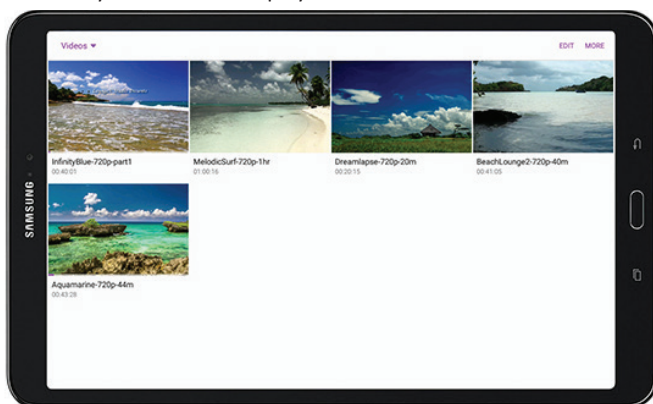 Videos
EDIT MORE
InfinityBlue-720p-part1
00:40:01
MelodicSurf-720p-1hr
01:00:16
Dreamlapse-720p-20m
00:20:15
BeachLounge2-720p-40m
00:41:05
Aquamarine-720p-44m
00:43:28
SAMSUNG